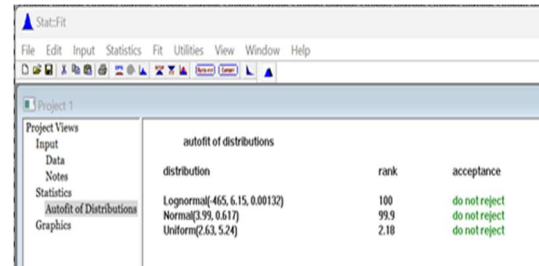 Stat::Fit
File Edit Input Statistics Fit Utilities View Window Help
Project 1
Project Views
Input
Data
Notes
Statistics
Autofit of Distributions
Graphics
autofit of distributions
distribution rank acceptance
Lognormal(-465, 6.15, 0.00132) 100 do not reject
Normal(3.99, 0.617) 99.9 do not reject
Uniform(2.63, 5.24) 2.18 do not reject